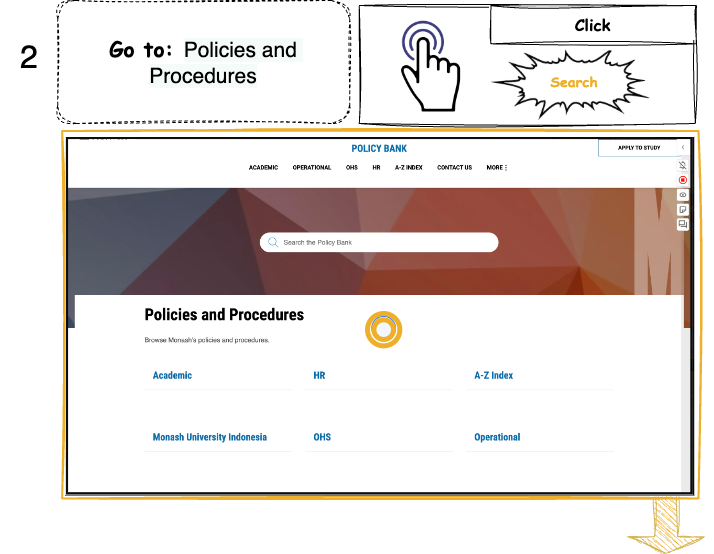 2
Go to: Policies and
Procedures
Click
Search
POLICY BANK
APPLY TO STUDY
ACADEMIC OPERATIONAL OHS HR A-Z INDEX CONTACT US MORE
Search the Policy Bank
M
Policies and Procedures
Browse Monash's policies and procedures.
Academic HR A-Z Index
Monash University Indonesia OHS Operational